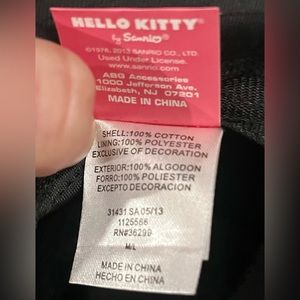 HELLO KITTY
by Sanrio
©1976, 2013 SANRIO CO., LTD.
Used Under License.
www.sanrio.com
ABG Accessories
1000 Jefferson Ave.
Elizabeth, NJ 07201
MADE IN CHINA
SHELL:100% COTTON
LINING:100% POLYESTER
EXCLUSIVE OF DECORATION
EXTERIOR:100% ALGODON
FORRO:100% POLIESTER
EXCEPTO DECORACION
31431 SA 05/13
1125566
RN#36299
M/L
MADE IN CHINA
HECHO EN CHINA